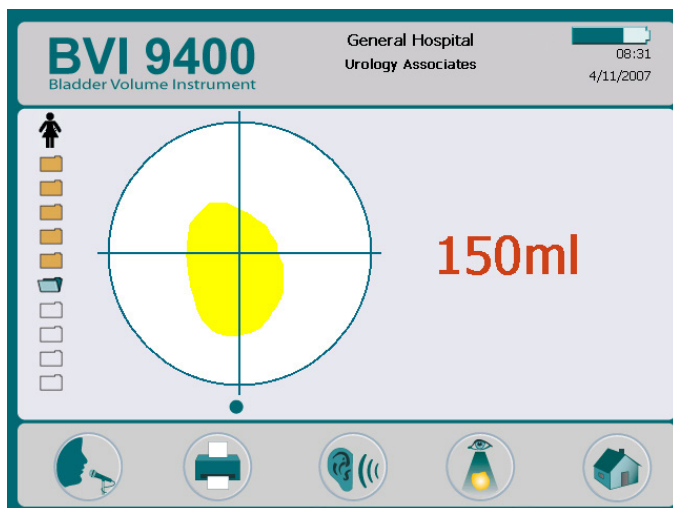 BVI 9400
Bladder Volume Instrument
General Hospital
Urology Associates
08:31
4/11/2007
150ml